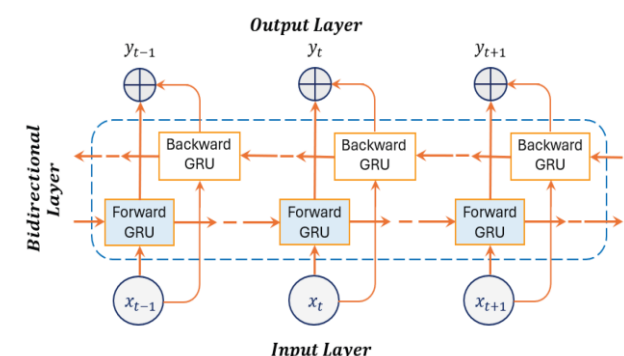 Output Layer
y_{t-1} y_t y_{t+1}
Bidirectional
Layer
Backward
GRU
Backward
GRU
Backward
GRU
Forward
GRU
Forward
GRU
Forward
GRU
x_{t-1} x_t x_{t+1}
Input Layer